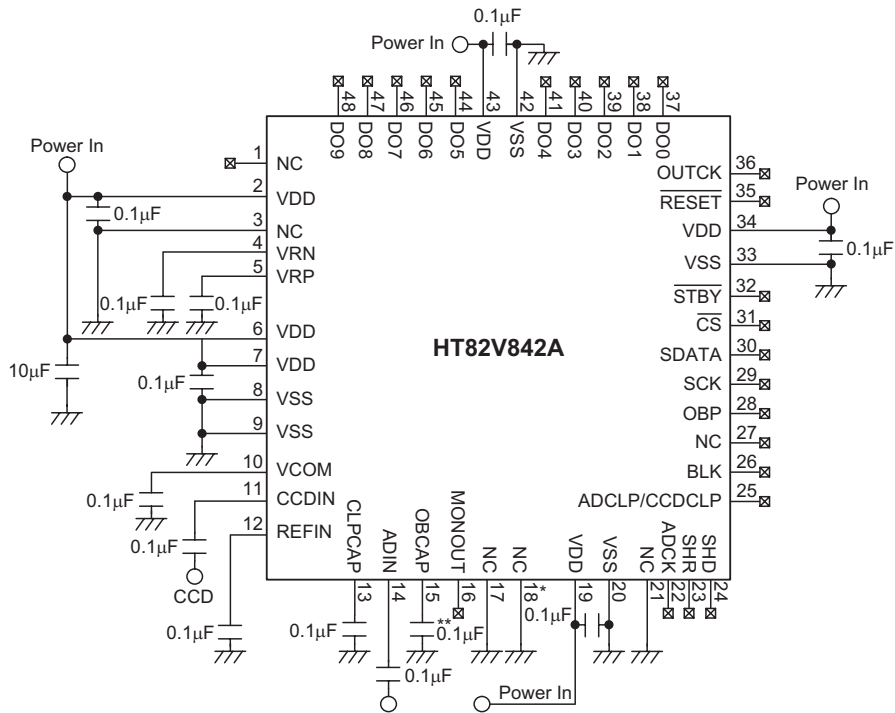 0.1µF
Power In
48
47
46
45
44
43
42
41
40
39
38
37
DO9
DO8
DO7
DO6
DO5
VDD
VSS
DO4
DO3
DO2
DO1
DO0
Power In
1
NC
2
VDD
0.1µF
3
NC
4
VRN
5
VRP
0.1µF
0.1µF
6
VDD
10µF
7
VDD
0.1µF
8
VSS
9
VSS
10
VCOM
0.1µF
11
CCDIN
12
REFIN
0.1µF
CCD
0.1µF
HT82V842A
OUTCK
36
RESET
35
Power In
VDD
34
0.1µF
VSS
33
STBY
32
CS
31
SDATA
30
SCK
29
OBP
28
NC
27
BLK
26
ADCLP/CCDCLP
25
CLPCAP
ADIN
OBCAP
MONOUT
NC
NC
VDD
VSS
NC
ADCK
SHR
SHD
13
14
15
16
17
18
*
19
20
21
22
23
24
0.1µF
**
0.1µF
0.1µF
0.1µF
Power In